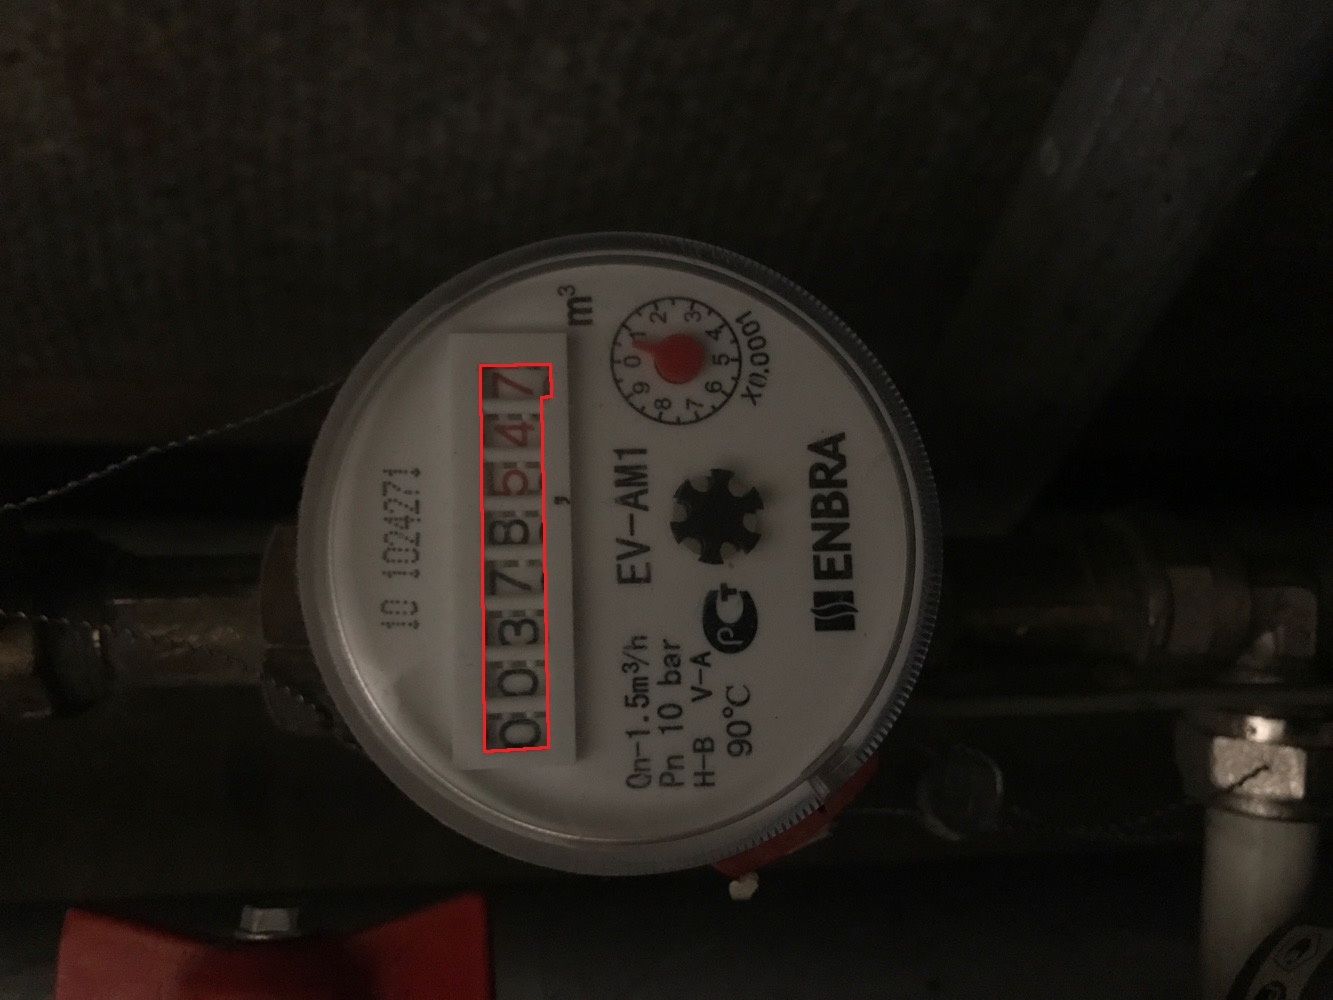 m³
00378547
,
10 1024271
0 1 2 3 4 5 6 7 8 9
X0.0001
EV-AM1
ENBRA
Qn-1.5m³/h
Pn 10 bar
H-B V-A
90°C
PCT